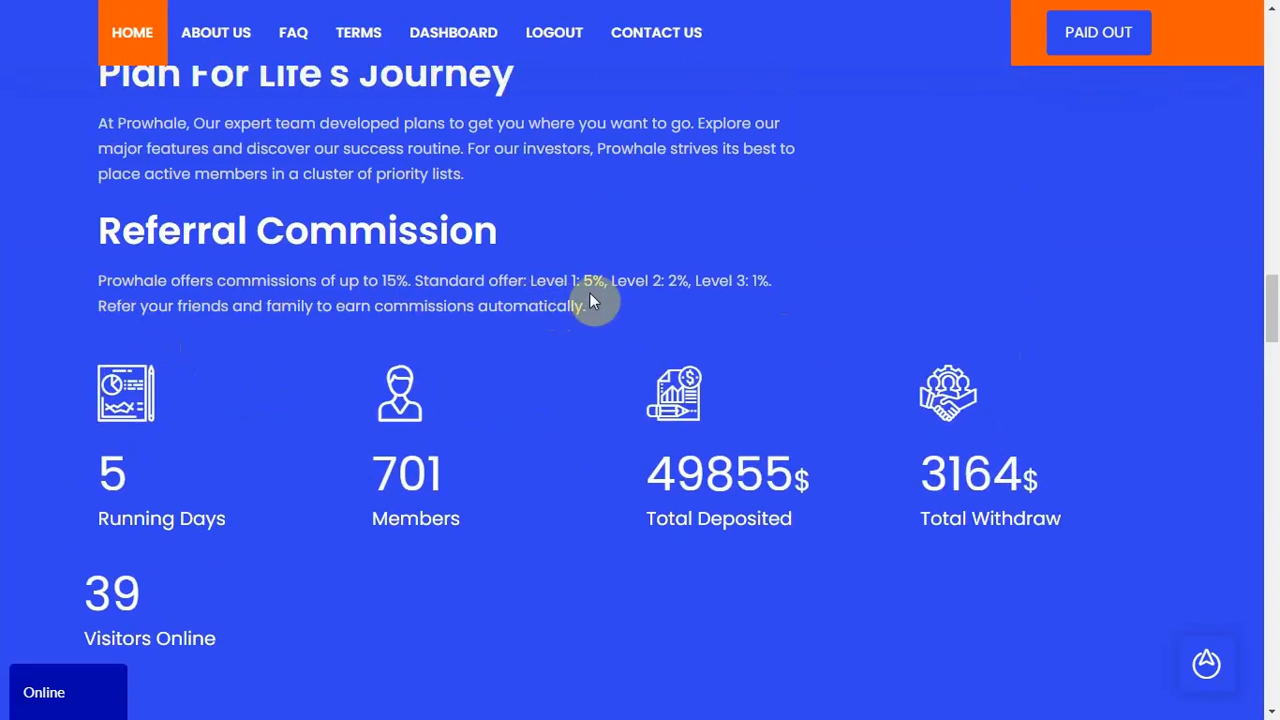 HOME ABOUT US FAQ TERMS DASHBOARD LOGOUT CONTACT US PAID OUT
Plan For Life's Journey
At Prowhale, Our expert team developed plans to get you where you want to go. Explore our
major features and discover our success routine. For our investors, Prowhale strives its best to
place active members in a cluster of priority lists.
Referral Commission
Prowhale offers commissions of up to 15%. Standard offer: Level 1: 5%, Level 2: 2%, Level 3: 1%.
Refer your friends and family to earn commissions automatically.
5 701 49855$ 3164$
Running Days Members Total Deposited Total Withdraw
39
Visitors Online
Online